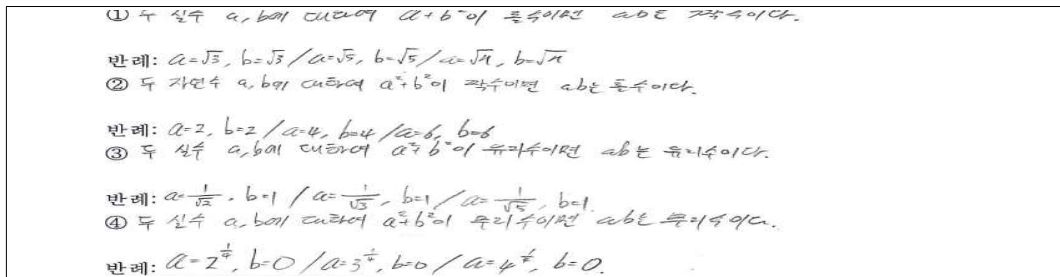 ① 두 실수 a, b에 대하여 a²+b²이 홀수이면 ab는 짝수이다.
반례: a=√3, b=√3 / a=√5, b=√5 / a=√π, b=√π
② 두 자연수 a, b에 대하여 a²+b²이 짝수이면 ab는 홀수이다.
반례: a=2, b=2 / a=4, b=4 / a=6, b=6
③ 두 실수 a, b에 대하여 a²+b²이 유리수이면 ab는 유리수이다.
반례: a=1/√2, b=1 / a=1/√3, b=1 / a=1/√5, b=1.
④ 두 실수 a, b에 대하여 a²+b²이 무리수이면 ab는 무리수이다.
반례: a=2^¼, b=0 / a=3^¼, b=0 / a=4^, b=0.